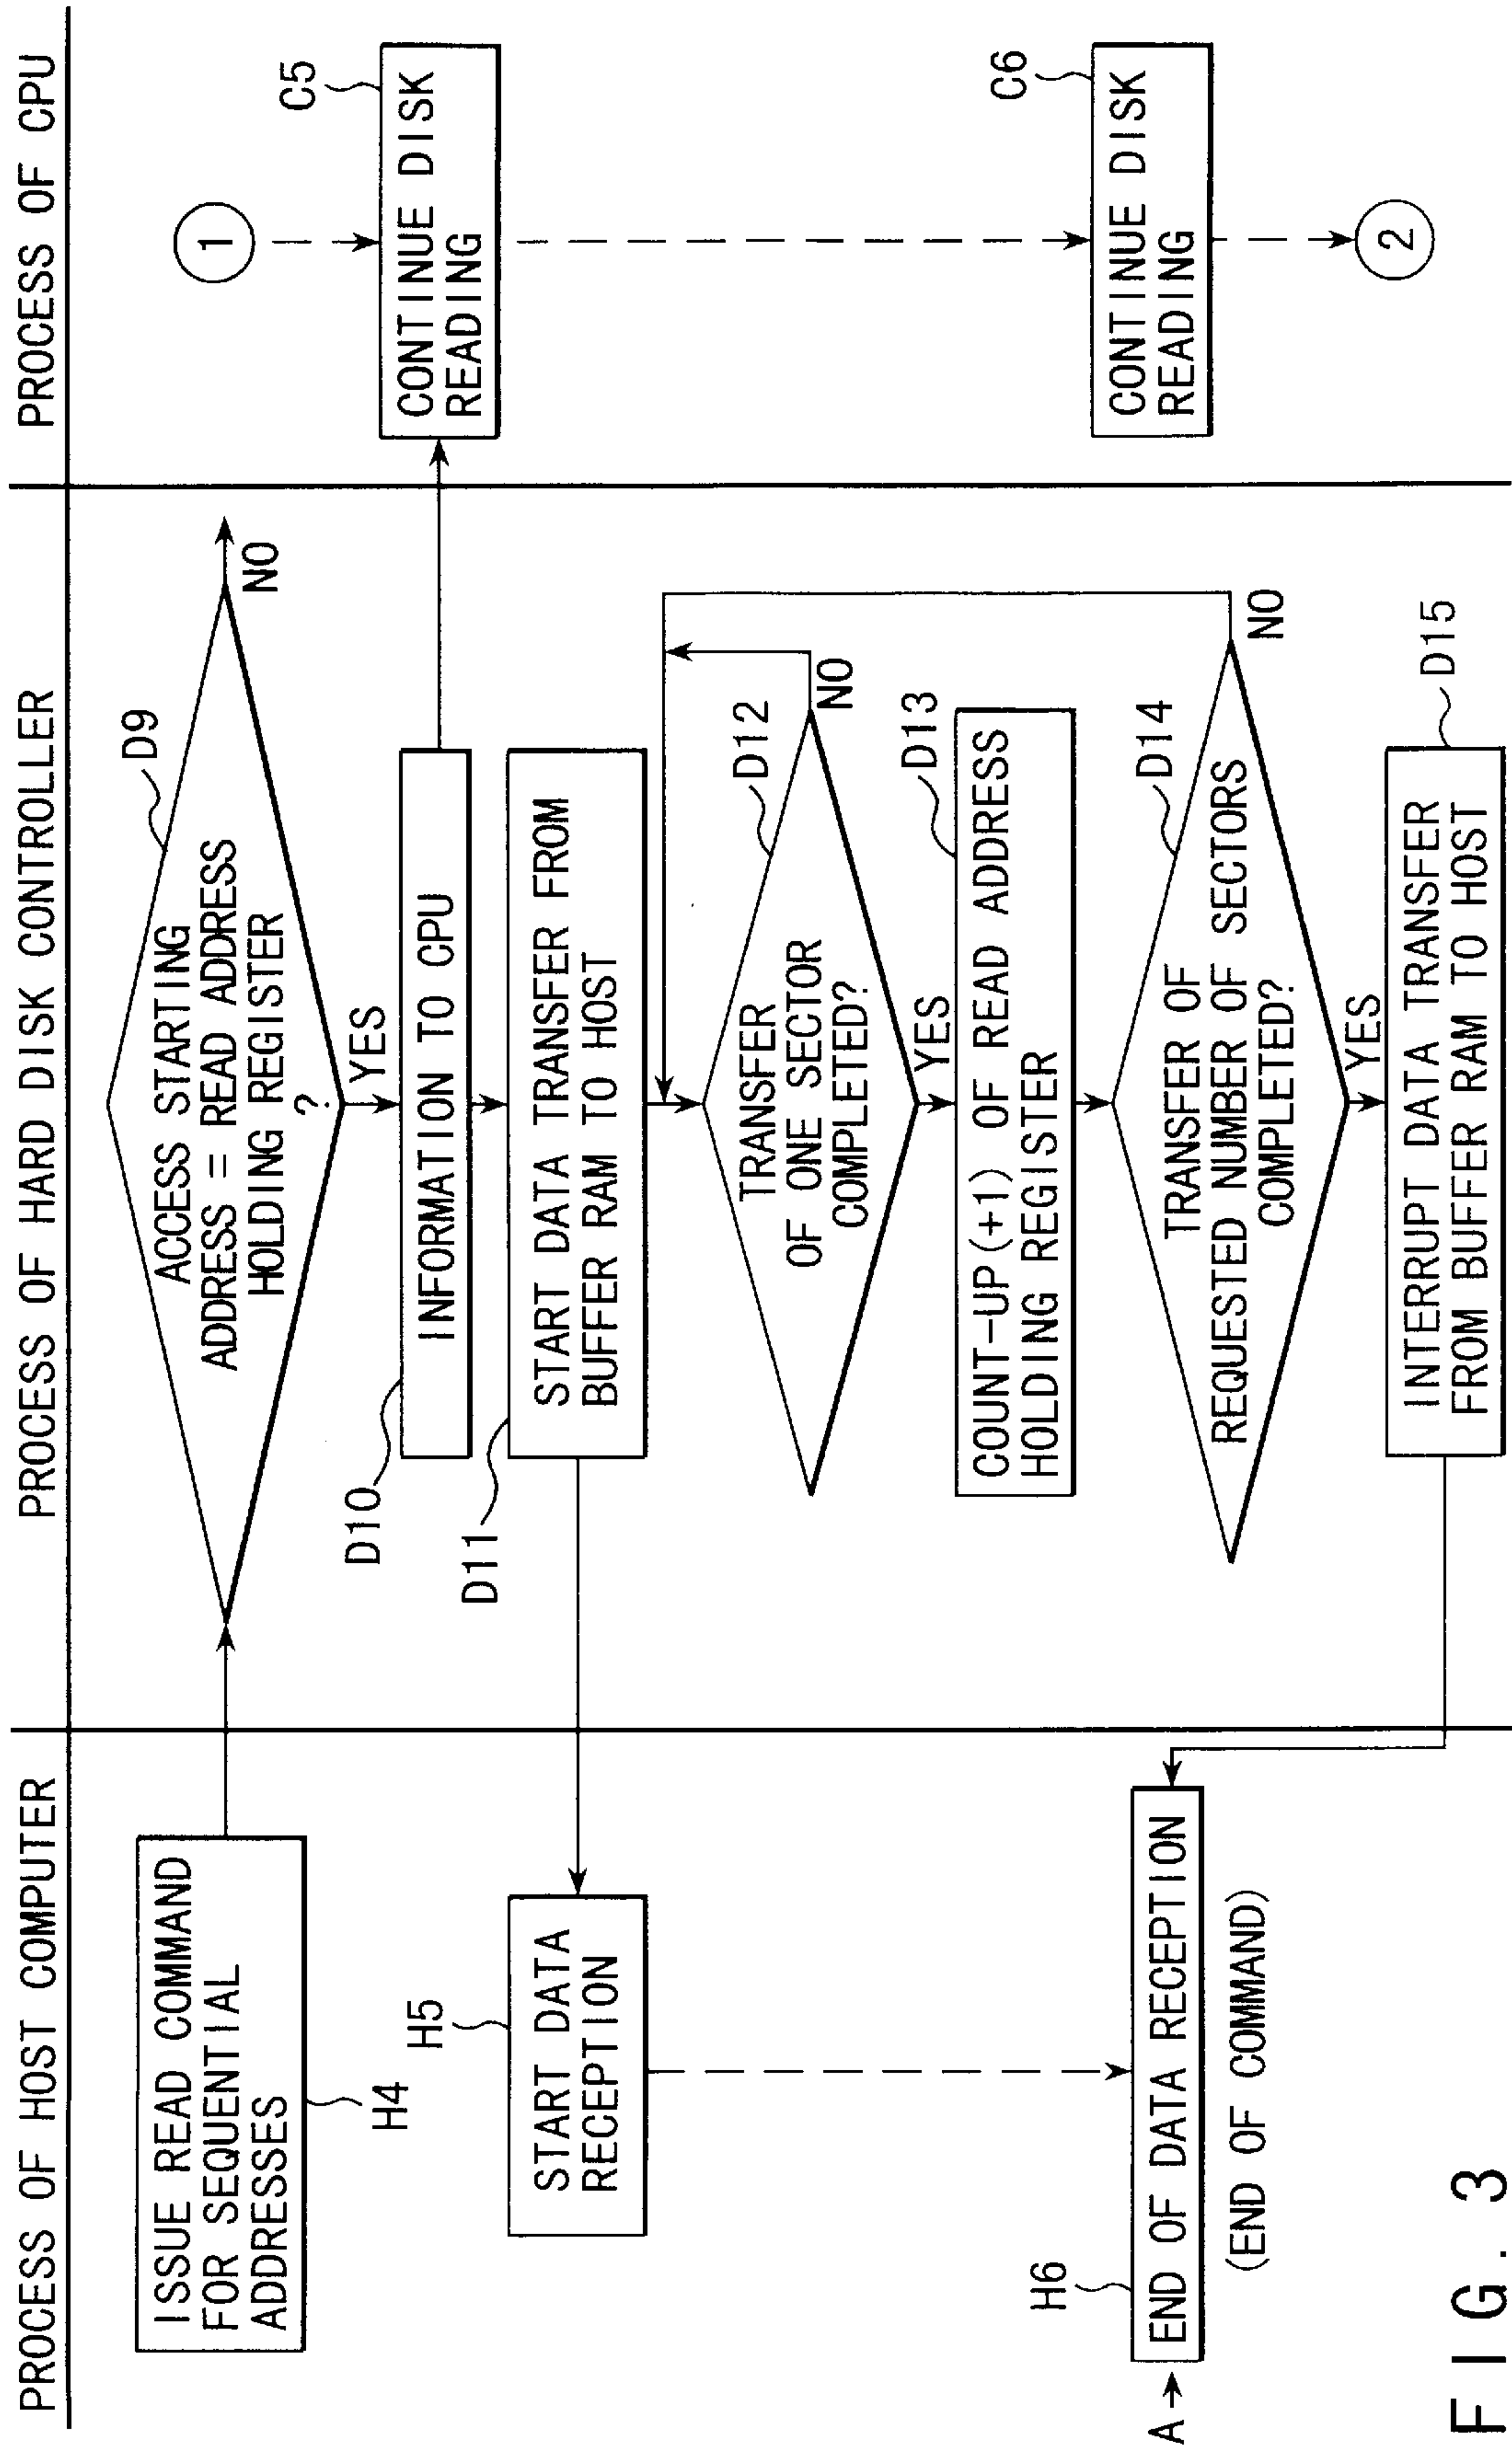 PROCESS OF HOST COMPUTER
PROCESS OF HARD DISK CONTROLLER
PROCESS OF CPU
ISSUE READ COMMAND
FOR SEQUENTIAL
ADDRESSES
H4
ACCESS STARTING
ADDRESS = READ ADDRESS
HOLDING REGISTER
?
D9
NO
YES
1
D10
INFORMATION TO CPU
C5
CONTINUE DISK
READING
H5
START DATA
RECEPTION
D11
START DATA TRANSFER FROM
BUFFER RAM TO HOST
TRANSFER
OF ONE SECTOR
COMPLETED?
D12
NO
YES
COUNT-UP(+1) OF READ ADDRESS
HOLDING REGISTER
D13
C6
CONTINUE DISK
READING
A
H6
END OF DATA RECEPTION
(END OF COMMAND)
TRANSFER OF
REQUESTED NUMBER OF SECTORS
COMPLETED?
D14
NO
YES
2
INTERRUPT DATA TRANSFER
FROM BUFFER RAM TO HOST
D15
FIG. 3